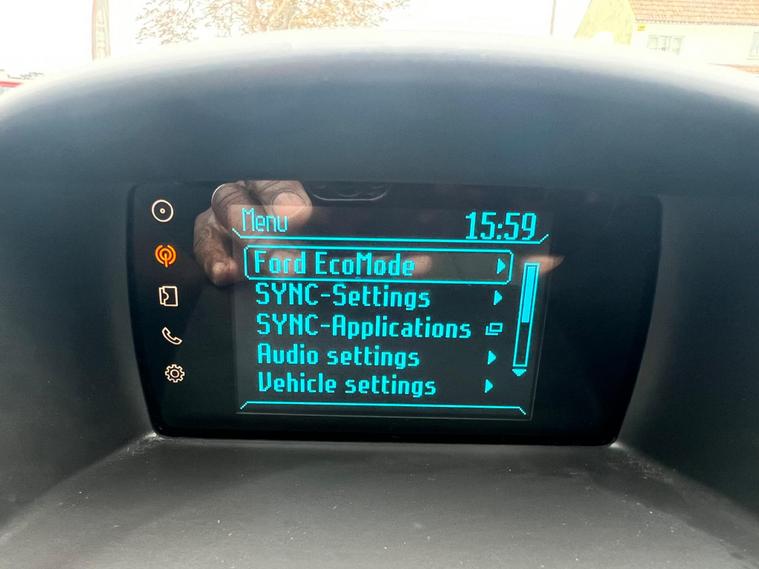 Menu
15:59
Ford EcoMode
SYNC-Settings
SYNC-Applications
Audio settings
Vehicle settings